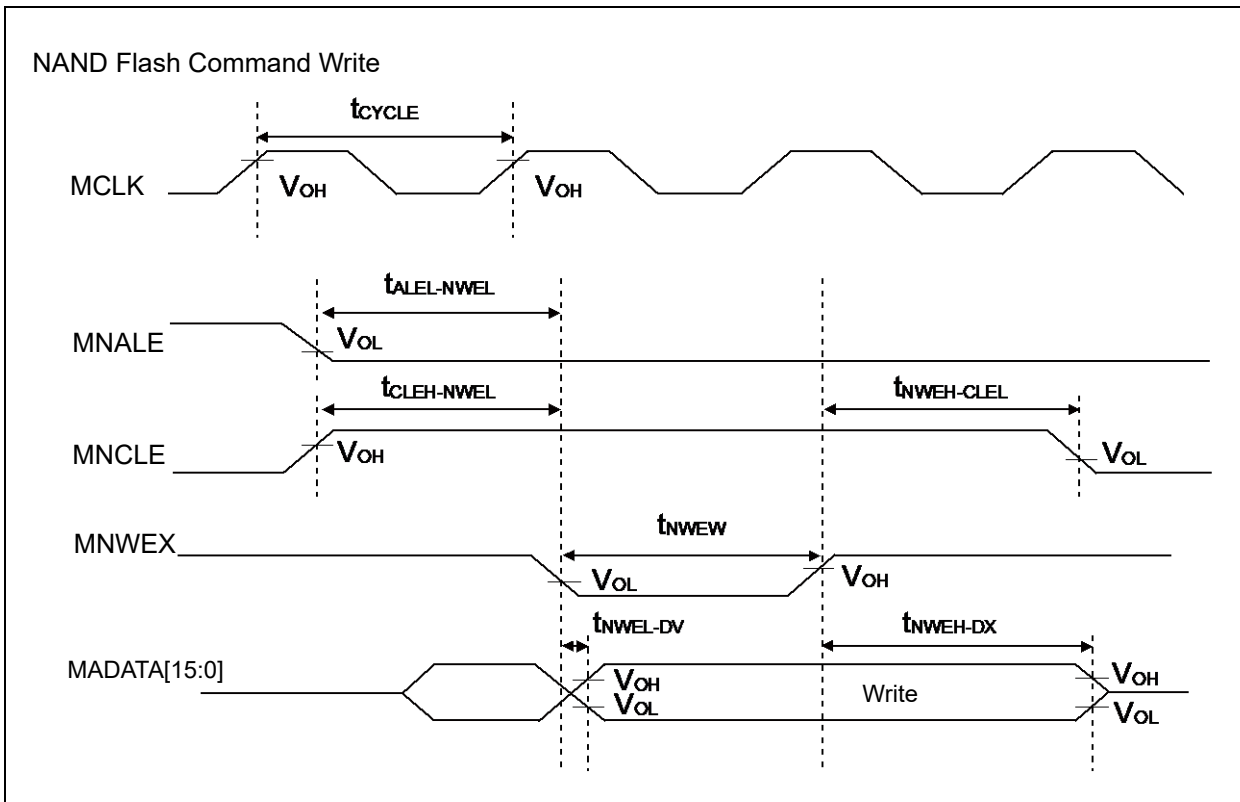 NAND Flash Command Write
tCYCLE
MCLK
VOH
VOH
tALEL-NWEL
MNALE
VOL
tCLEH-NWEL
tNWEH-CLEL
MNCLE
VOH
VOL
tNWEW
MNWEX
VOL
VOH
tNWEL-DV
tNWEH-DX
MADATA[15:0]
VOH
VOL
Write
VOH
VOL